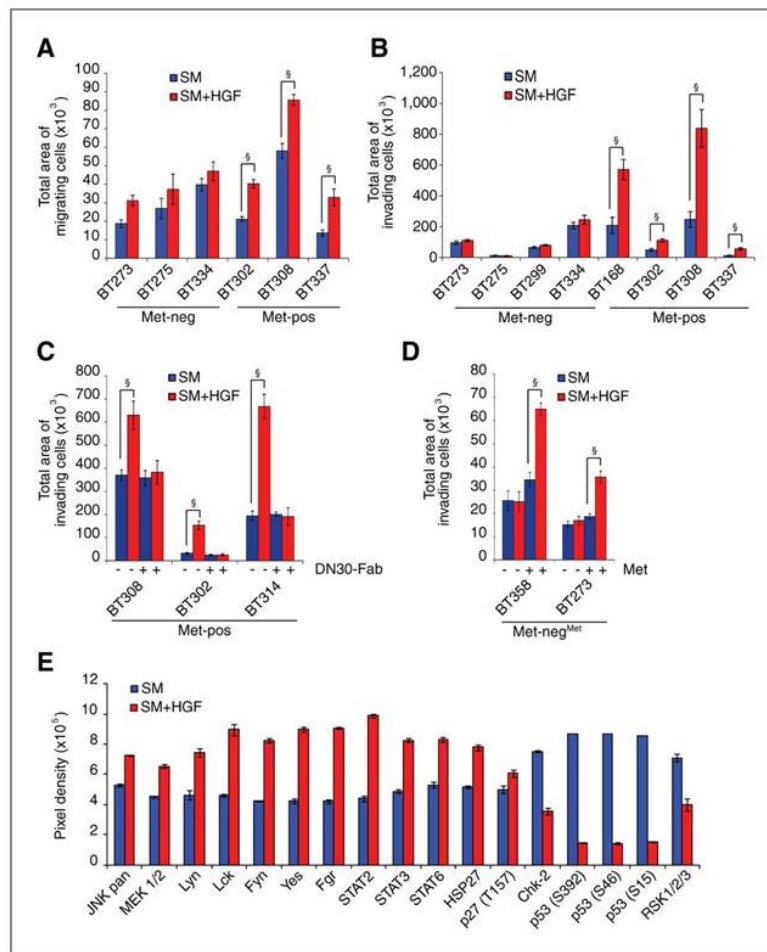 A
Total area of
migrating cells (x10³)
100
90
80
70
60
50
40
30
20
10
0
SM
SM+HGF
§
§
§
BT273
BT275
BT334
BT302
BT308
BT337
Met-neg
Met-pos
B
Total area of
invading cells (x10³)
1,200
1000
800
600
400
200
0
SM
SM+HGF
§
§
§
§
BT273
BT275
BT299
BT334
BT168
BT302
BT308
BT337
Met-neg
Met-pos
C
Total area of
invading cells (x10³)
800
700
600
500
400
300
200
100
0
SM
SM+HGF
§
§
§
- - + + - - + + - - + + DN30-Fab
BT308
BT302
BT314
Met-pos
D
Total area of
invading cells (x10³)
80
70
60
50
40
30
20
10
0
SM
SM+HGF
§
§
- - + + - - + + Met
BT358
BT273
Met-neg^Met
E
Pixel density (x10⁵)
12
10
8
6
4
2
0
SM
SM+HGF
JNK pan
MEK 1/2
Lyn
Lck
Fyn
Yes
Fgr
STAT2
STAT3
STAT6
HSP27
p27 (T157)
Chk-2
p53 (S392)
p53 (S46)
p53 (S15)
RSK1/2/3